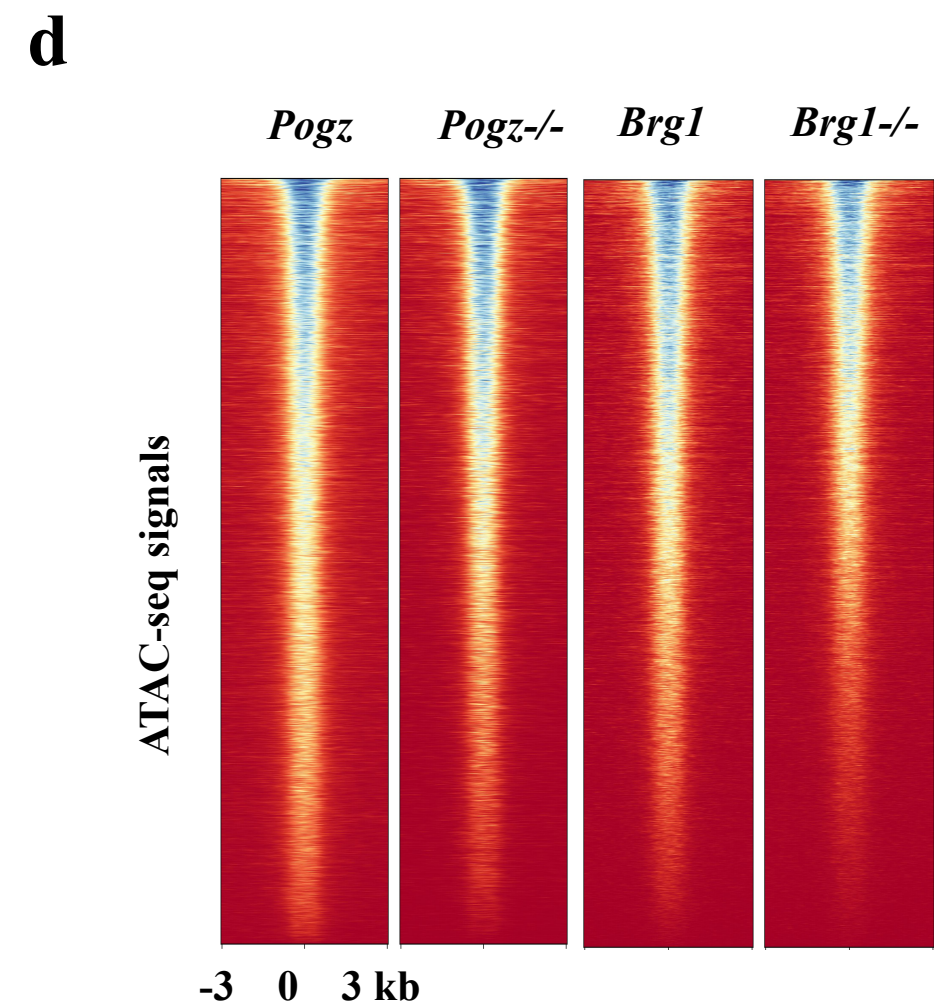 d
Pogz Pogz-/- Brg1 Brg1-/-
ATAC-seq signals
-3 0 3 kb